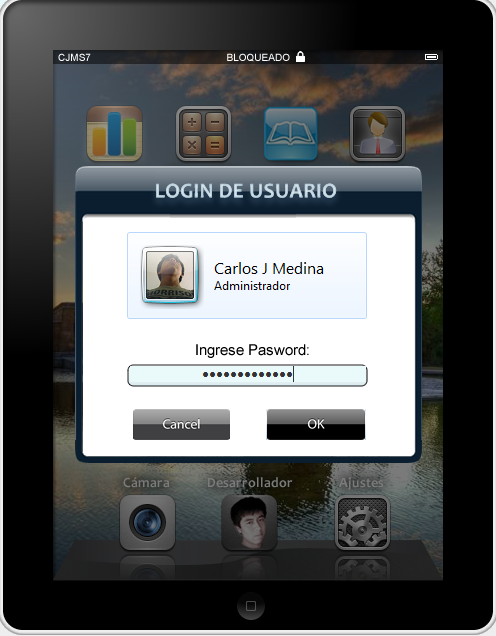 CJMS7 BLOQUEADO
LOGIN DE USUARIO
Carlos J Medina
Administrador
Ingrese Pasword:
Cancel OK
Cámara Desarrollador Ajustes